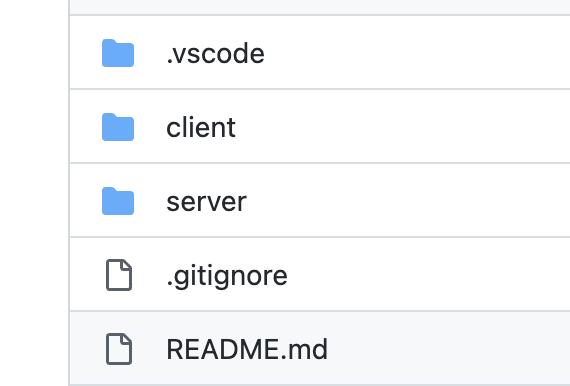 .vscode
client
server
.gitignore
README.md